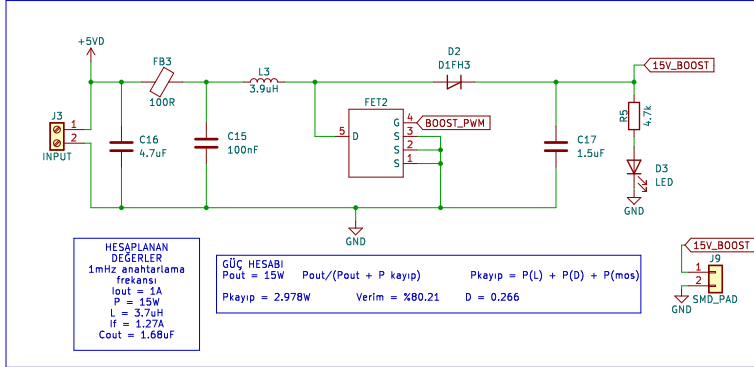 +5VD
FB3
100R
L3
3.9uH
D2
D1FH3
15V_BOOST
J3
1
2
INPUT
C16
4.7uF
C15
100nF
FET2
5 D
G 4
S 3
S 2
S 1
BOOST_PWM
C17
1.5uF
R5
4.7k
D3
LED
GND
GND
HESAPLANAN
DEĞERLER
1mHz anahtarlama
frekansı
Iout = 1A
P = 15W
L = 3.7uH
If = 1.27A
Cout = 1.68uF
GÜÇ HESABI
Pout = 15W Pout/(Pout + P kayıp) Pkayıp = P(L) + P(D) + P(mos)
Pkayıp = 2.978W Verim = %80.21 D = 0.266
15V_BOOST
J9
1
2
GND
SMD_PAD